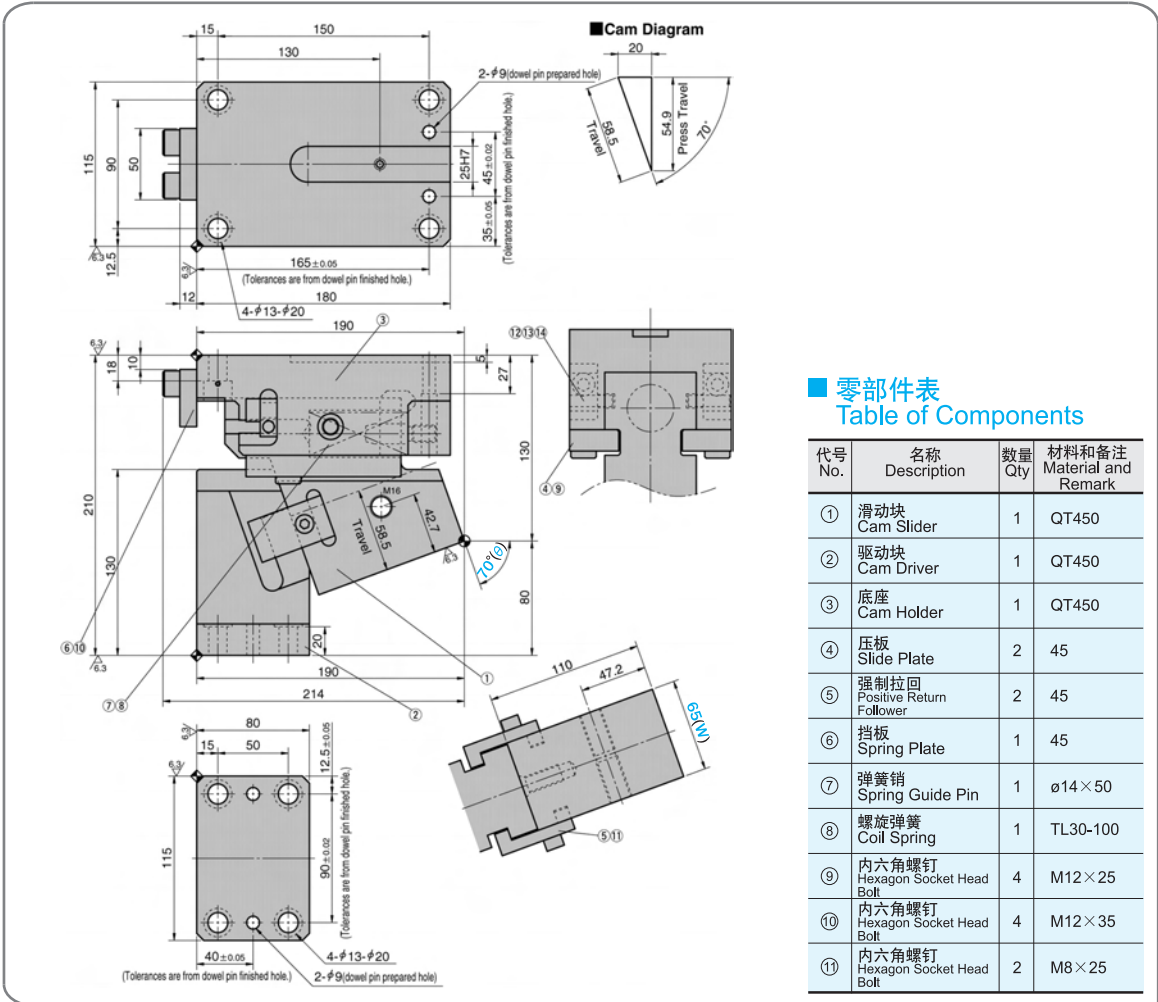 15
150
130
2-φ9(dowel pin prepared hole)
115
90
50
25H7
45±0.02
35±0.05
(Tolerances are from dowel pin finished hole.)
6.3
12.5
6.3
165±0.05
(Tolerances are from dowel pin finished hole.)
12
180
4-φ13-φ20
■Cam Diagram
20
58.5
Travel
54.9
Press Travel
70°
190
③
6.3
18
10
5
27
130
210
130
M16
42.7
58.5
Travel
6.3
70°(θ)
80
20
⑥⑩
6.3
190
214
⑦⑧
①
②
⑫⑬⑭
④⑨
110
47.2
65(W)
⑤⑪
80
15
50
6.3
6.3
12.5±0.05
115
90±0.02
(Tolerances are from dowel pin finished hole.)
40±0.05
4-φ13-φ20
(Tolerances are from dowel pin finished hole.)
2-φ9(dowel pin prepared hole)
■ 零部件表
Table of Components
代号 名称 数量 材料和备注
No. Description Qty Material and
Remark
① 滑动块 1 QT450
Cam Slider
② 驱动块 1 QT450
Cam Driver
③ 底座 1 QT450
Cam Holder
④ 压板 2 45
Slide Plate
⑤ 强制拉回 2 45
Positive Return
Follower
⑥ 挡板 1 45
Spring Plate
⑦ 弹簧销 1 ø14×50
Spring Guide Pin
⑧ 螺旋弹簧 1 TL30-100
Coil Spring
⑨ 内六角螺钉 4 M12×25
Hexagon Socket Head
Bolt
⑩ 内六角螺钉 4 M12×35
Hexagon Socket Head
Bolt
⑪ 内六角螺钉 2 M8×25
Hexagon Socket Head
Bolt